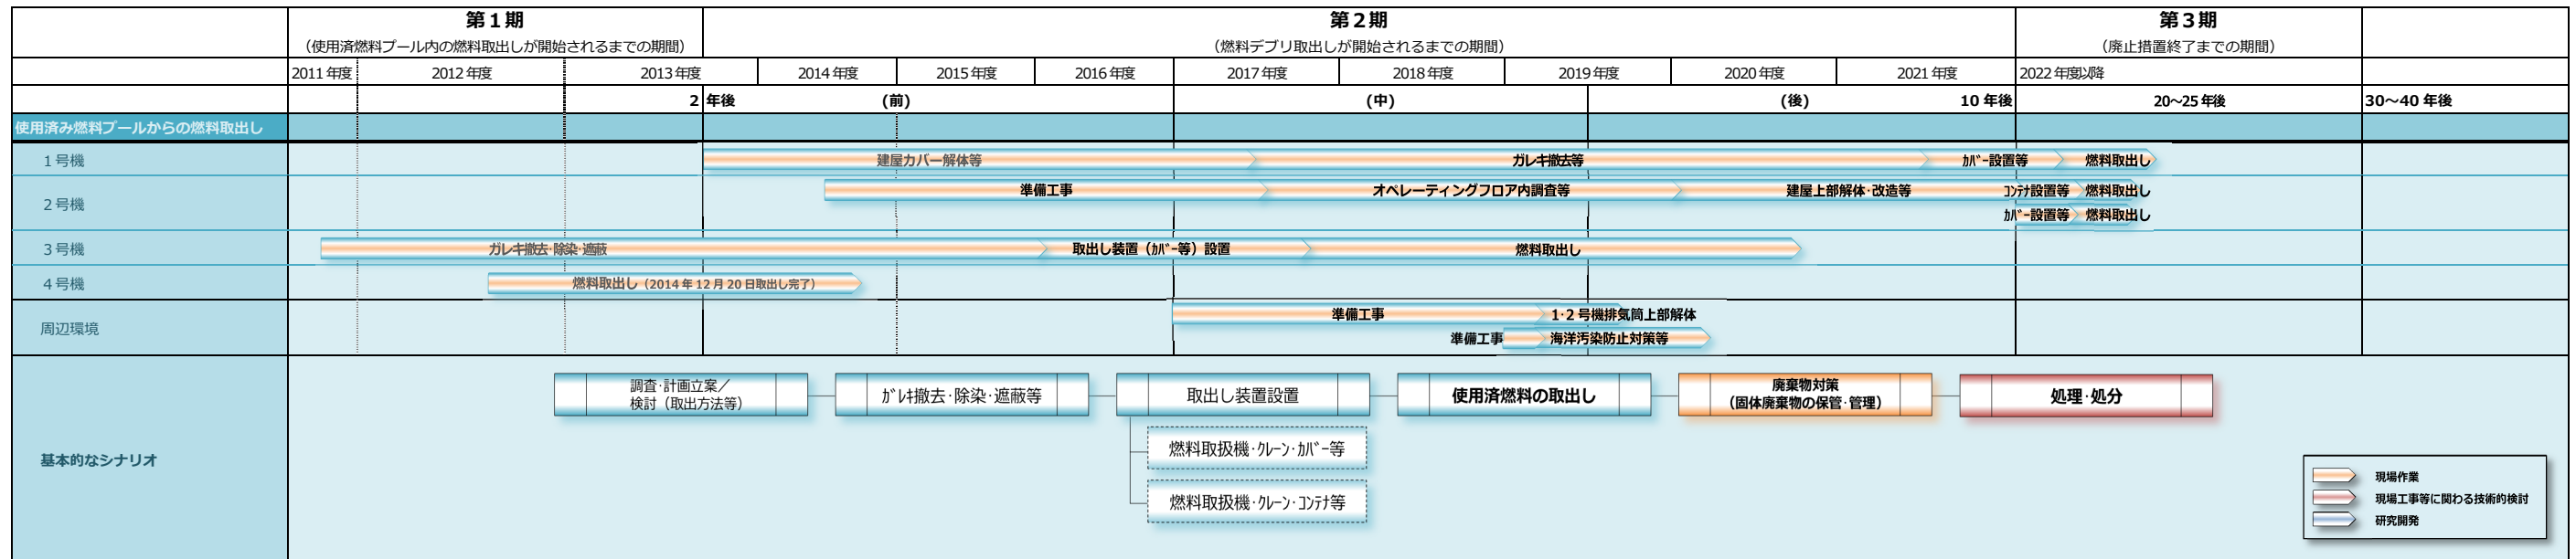 第１期
（使用済燃料プール内の燃料取出しが開始されるまでの期間）
第２期
（燃料デブリ取出しが開始されるまでの期間）
第３期
（廃止措置終了までの期間）
2011 年度 2012 年度 2013 年度 2014 年度 2015 年度 2016 年度 2017 年度 2018 年度 2019 年度 2020 年度 2021 年度 2022 年度以降
2 年後 (前) (中) (後) 10 年後 20～25 年後 30～40 年後
使用済み燃料プールからの燃料取出し
１号機
建屋カバー解体等 ガレキ撤去等 ｶﾊﾞｰ設置等 燃料取出し
２号機
準備工事 オペレーティングフロア内調査等 建屋上部解体･改造等 ｺﾝﾃﾅ設置等 燃料取出し
ｶﾊﾞｰ設置等 燃料取出し
３号機
ガレキ撤去･除染･遮蔽 取出し装置（ｶﾊﾞｰ等）設置 燃料取出し
４号機
燃料取出し（2014 年 12 月 20 日取出し完了）
周辺環境
準備工事 1･2 号機排気筒上部解体
準備工事 海洋汚染防止対策等
基本的なシナリオ
調査･計画立案／
検討（取出方法等）
ｶﾞﾚｷ撤去･除染･遮蔽等
取出し装置設置
使用済燃料の取出し
廃棄物対策
（固体廃棄物の保管･管理）
処理･処分
燃料取扱機･ｸﾚｰﾝ･ｶﾊﾞｰ等
燃料取扱機･ｸﾚｰﾝ･ｺﾝﾃﾅ等
現場作業
現場工事等に関わる技術的検討
研究開発